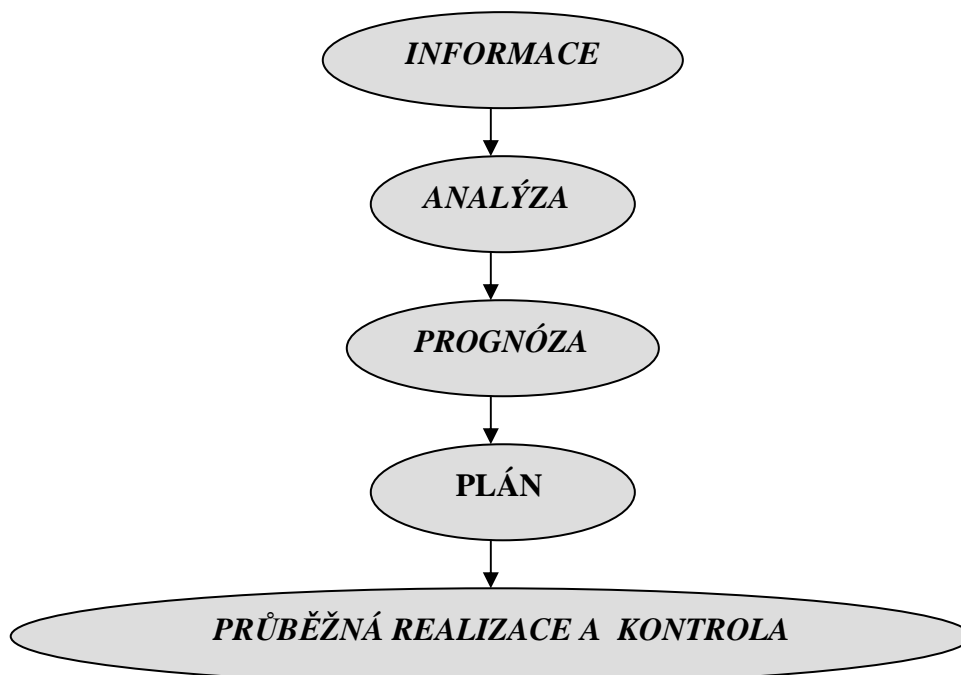 INFORMACE
ANALÝZA
PROGNÓZA
PLÁN
PRŮBĚŽNÁ REALIZACE A KONTROLA